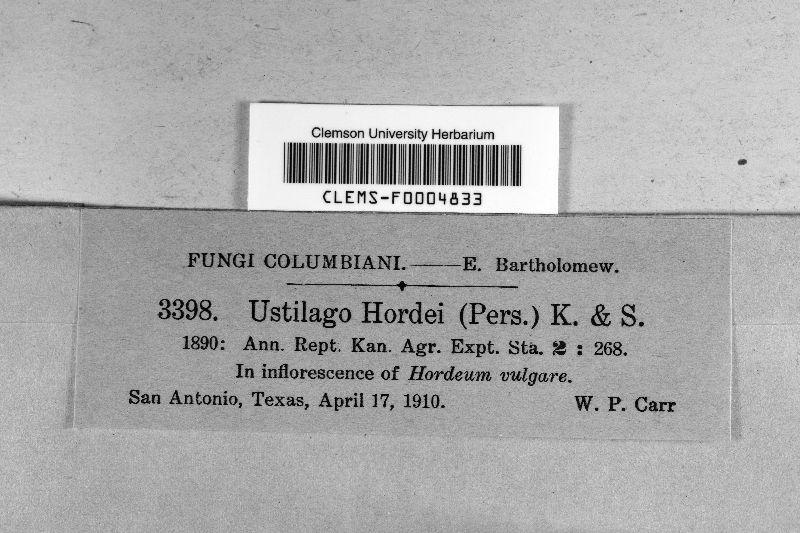 Clemson University Herbarium
CLEMS-F0004833
FUNGI COLUMBIANI.——E. Bartholomew.
3398. Ustilago Hordei (Pers.) K. & S.
1890: Ann. Rept. Kan. Agr. Expt. Sta. 2 : 268.
In inflorescence of Hordeum vulgare.
San Antonio, Texas, April 17, 1910. W. P. Carr